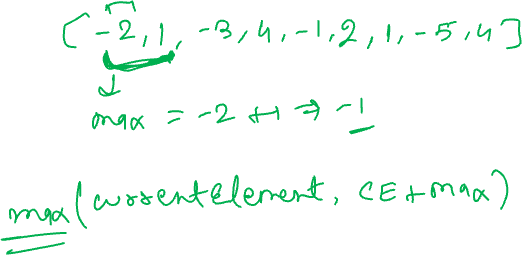 [-2,1,-3,4,-1,2,1,-5,4]
max = -2+1 ⇒ -1
max(currentElement, CE+max)